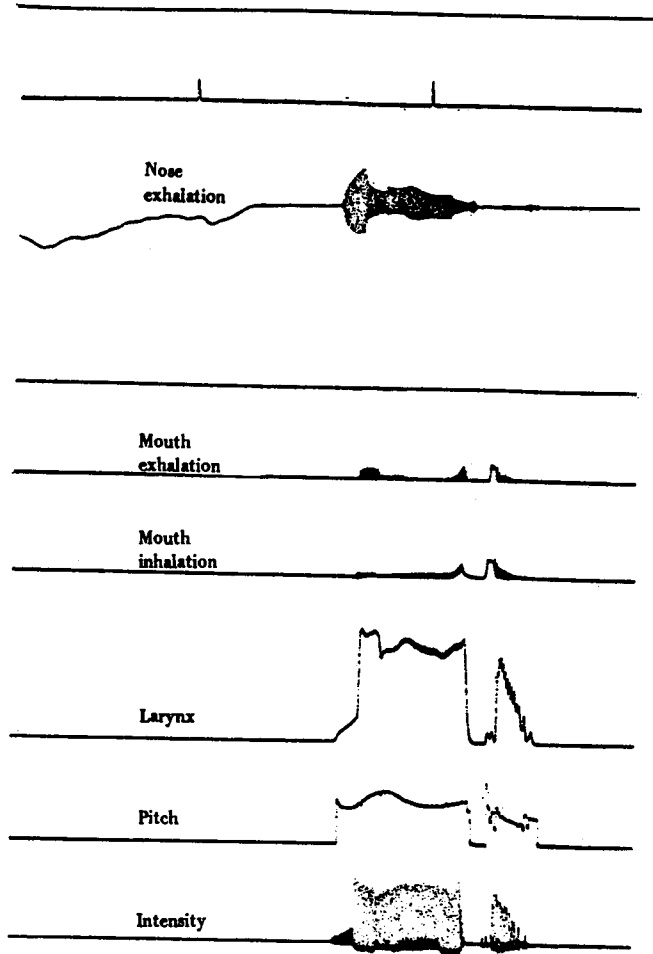 Nose
exhalation
Mouth
exhalation
Mouth
inhalation
Larynx
Pitch
Intensity